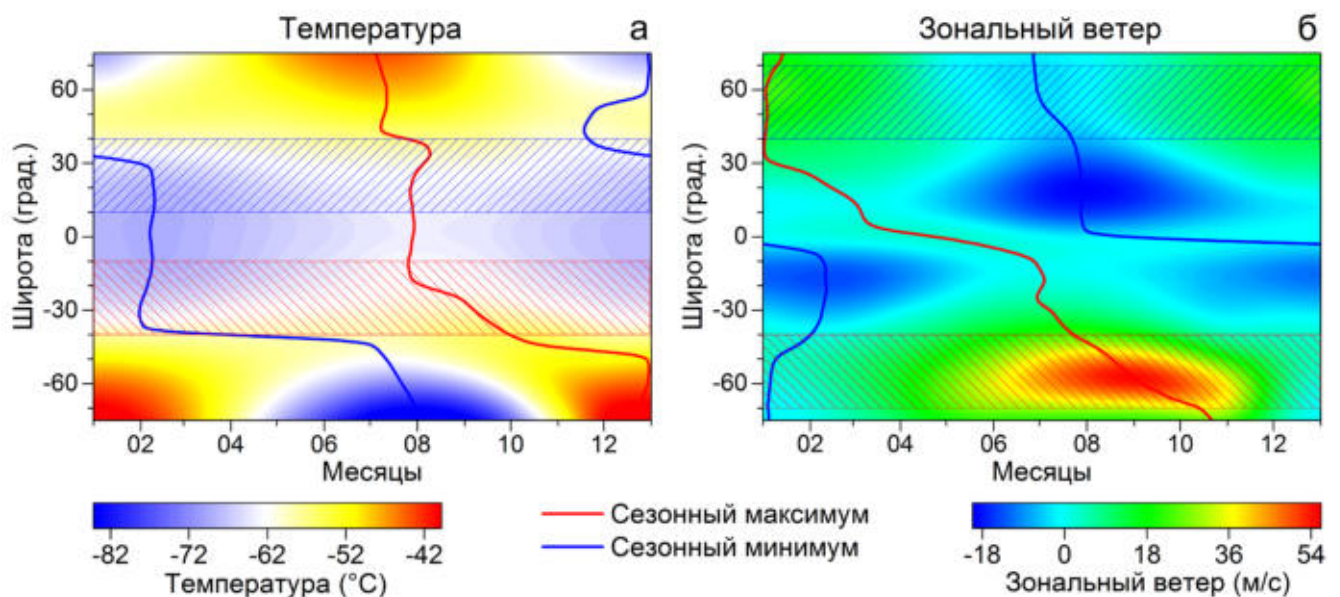 Температура а
Зональный ветер б
Широта (град.)
60
30
0
-30
-60
02 04 06 08 10 12
Месяцы
Широта (град.)
60
30
0
-30
-60
02 04 06 08 10 12
Месяцы
-82 -72 -62 -52 -42
Температура (°C)
Сезонный максимум
Сезонный минимум
-18 0 18 36 54
Зональный ветер (м/с)